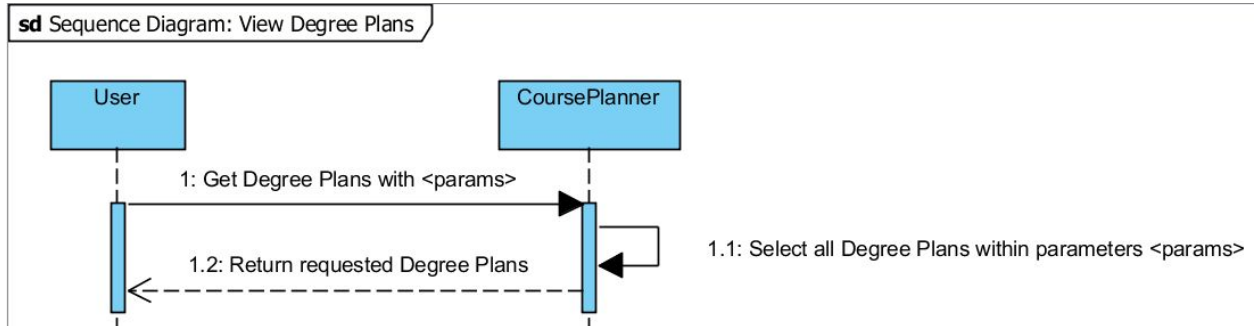 sd Sequence Diagram: View Degree Plans
User
CoursePlanner
1: Get Degree Plans with <params>
1.1: Select all Degree Plans within parameters <params>
1.2: Return requested Degree Plans